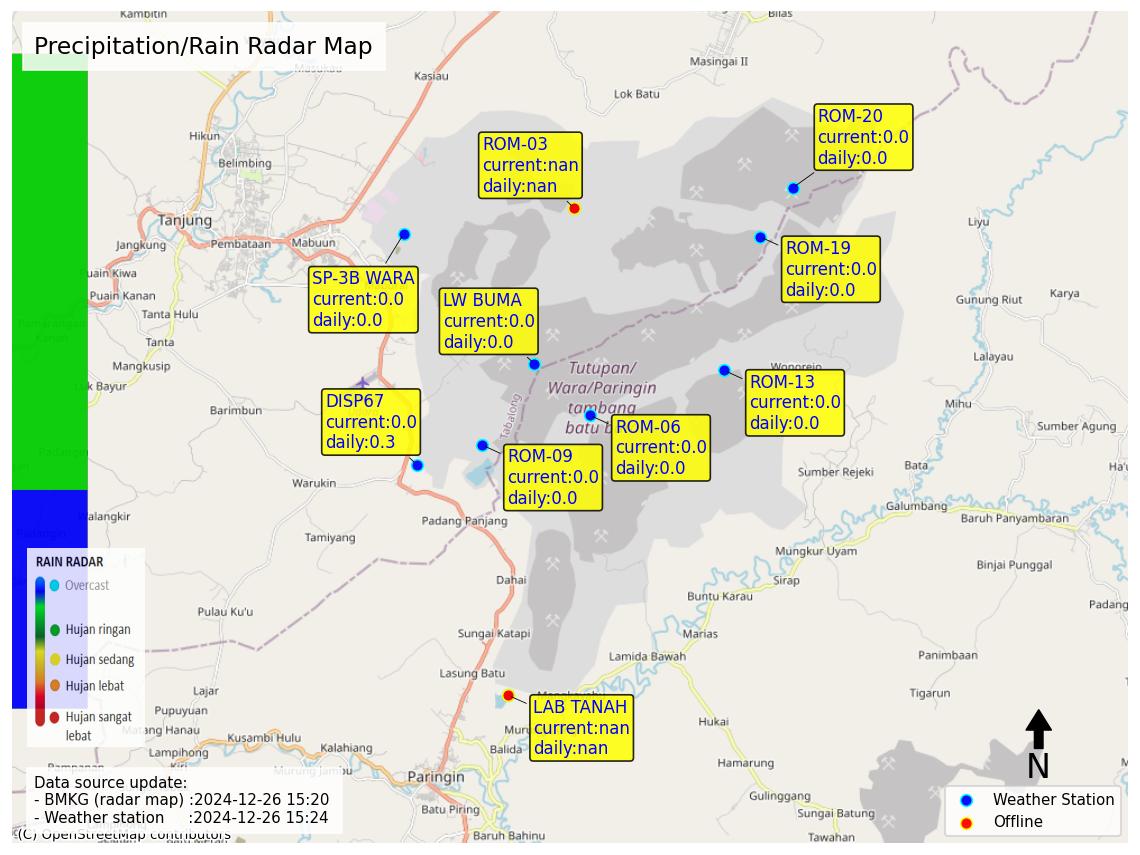 Kambitin
Bilas
Precipitation/Rain Radar Map
Masukau
Kasiau
Masingai II
Lok Batu
ROM-20
current:0.0
daily:0.0
Hikun
ROM-03
current:nan
daily:nan
Belimbing
Tanjung
Liyu
Jangkung
Pembataan
Mabuun
ROM-19
current:0.0
daily:0.0
Puain Kiwa
SP-3B WARA
current:0.0
daily:0.0
Puain Kanan
LW BUMA
current:0.0
daily:0.0
Karya
Gunung Riut
Tanta Hulu
Kanan
Tanta
Lalayau
Mangkusip
Wonorejo
Tutupan/
Wara/Paringin
tambang
batu b
ROM-13
current:0.0
daily:0.0
Luk Bayur
DISP67
current:0.0
daily:0.3
Tabalong
Barimbun
Mihu
ROM-06
current:0.0
daily:0.0
Sumber Agung
ROM-09
current:0.0
daily:0.0
Sumber Rejeki
Bata
Warukin
Galumbang
Walangkir
Padang Panjang
Baruh Panyambaran
Tamiyang
Mungkur Uyam
Binjai Punggal
RAIN RADAR
Overcast
Hujan ringan
Hujan sedang
Hujan lebat
Hujan sangat
lebat
Dahai
Sirap
Buntu Karau
Padang
Pulau Ku'u
Sungai Katapi
Marias
Lamida Bawah
Panimbaan
Lasung Batu
Lajar
Tigarun
LAB TANAH
current:nan
daily:nan
Pupuyuan
Matang Hanau
Hukai
Kusambi Hulu
Kalahiang
Balida
Lampihong
Hamarung
N
Murung Jambu
Paringin
Data source update:
- BMKG (radar map) :2024-12-26 15:20
- Weather station :2024-12-26 15:24
Gulinggang
Weather Station
Offline
Batu Piring
Sungai Batung
(C) OpenStreetMap contributors
Baruh Bahinu
Tawahan